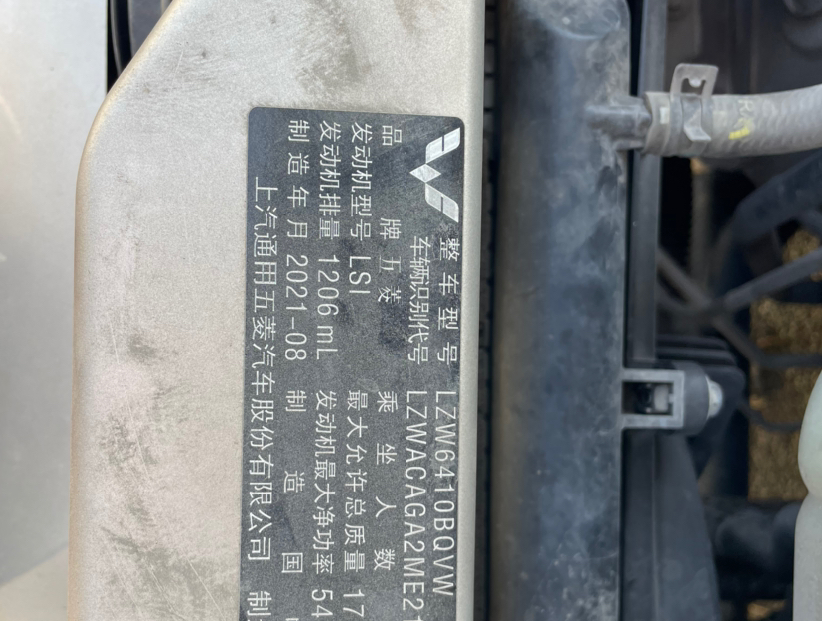 整车型号 LZW6410BQVW
车辆识别代号 LZWACAGA2ME2
品牌 五菱 乘坐人数
发动机型号 LSI 最大允许总质量 17
发动机排量 1206 mL 发动机最大净功率 54
制造年月 2021-08 制造国
上汽通用五菱汽车股份有限公司 制